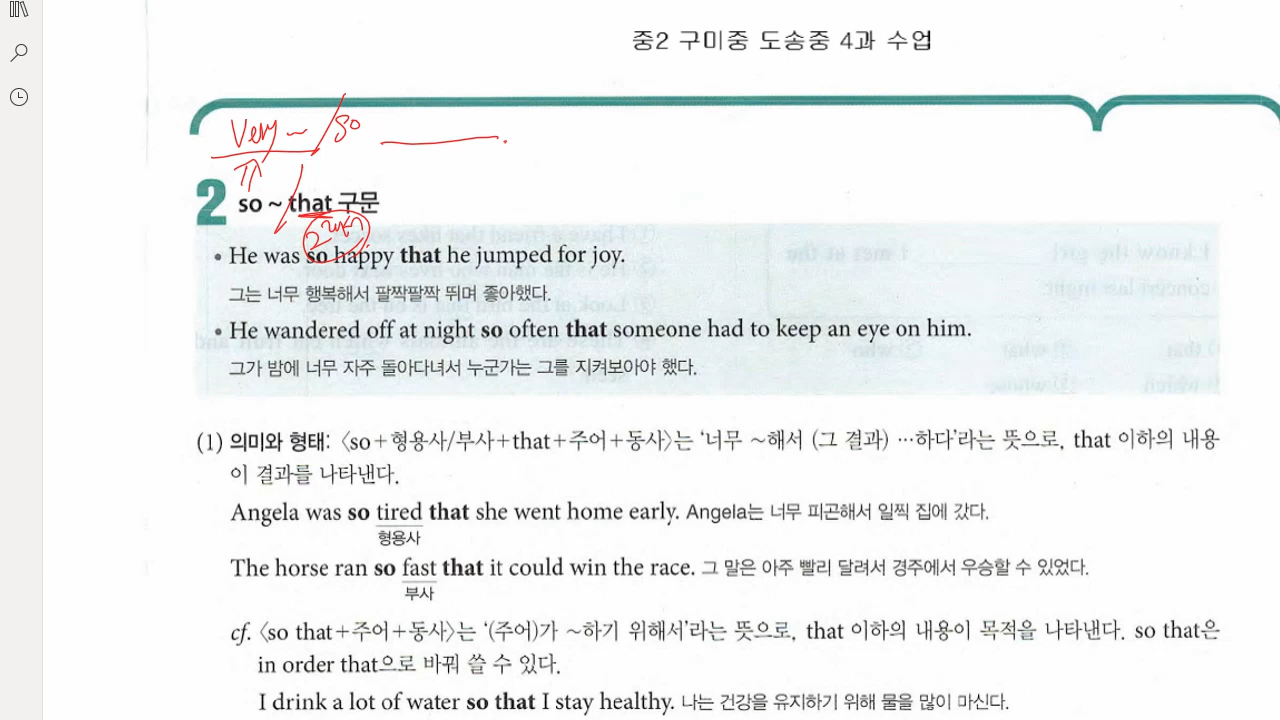 중2 구미중 도송중 4과 수업
Very ~ / so
2 so ~ that 구문
• He was so happy that he jumped for joy.
그는 너무 행복해서 팔짝팔짝 뛰며 좋아했다.
• He wandered off at night so often that someone had to keep an eye on him.
그가 밤에 너무 자주 돌아다녀서 누군가는 그를 지켜보아야 했다.
(1) 의미와 형태: 〈so+형용사/부사+that+주어+동사〉는 ‘너무 ~해서 (그 결과) …하다’라는 뜻으로, that 이하의 내용
이 결과를 나타낸다.
Angela was so tired that she went home early. Angela는 너무 피곤해서 일찍 집에 갔다.
형용사
The horse ran so fast that it could win the race. 그 말은 아주 빨리 달려서 경주에서 우승할 수 있었다.
부사
cf. 〈so that+주어+동사〉는 ‘(주어)가 ~하기 위해서’라는 뜻으로, that 이하의 내용이 목적을 나타낸다. so that은
in order that으로 바꿔 쓸 수 있다.
I drink a lot of water so that I stay healthy. 나는 건강을 유지하기 위해 물을 많이 마신다.